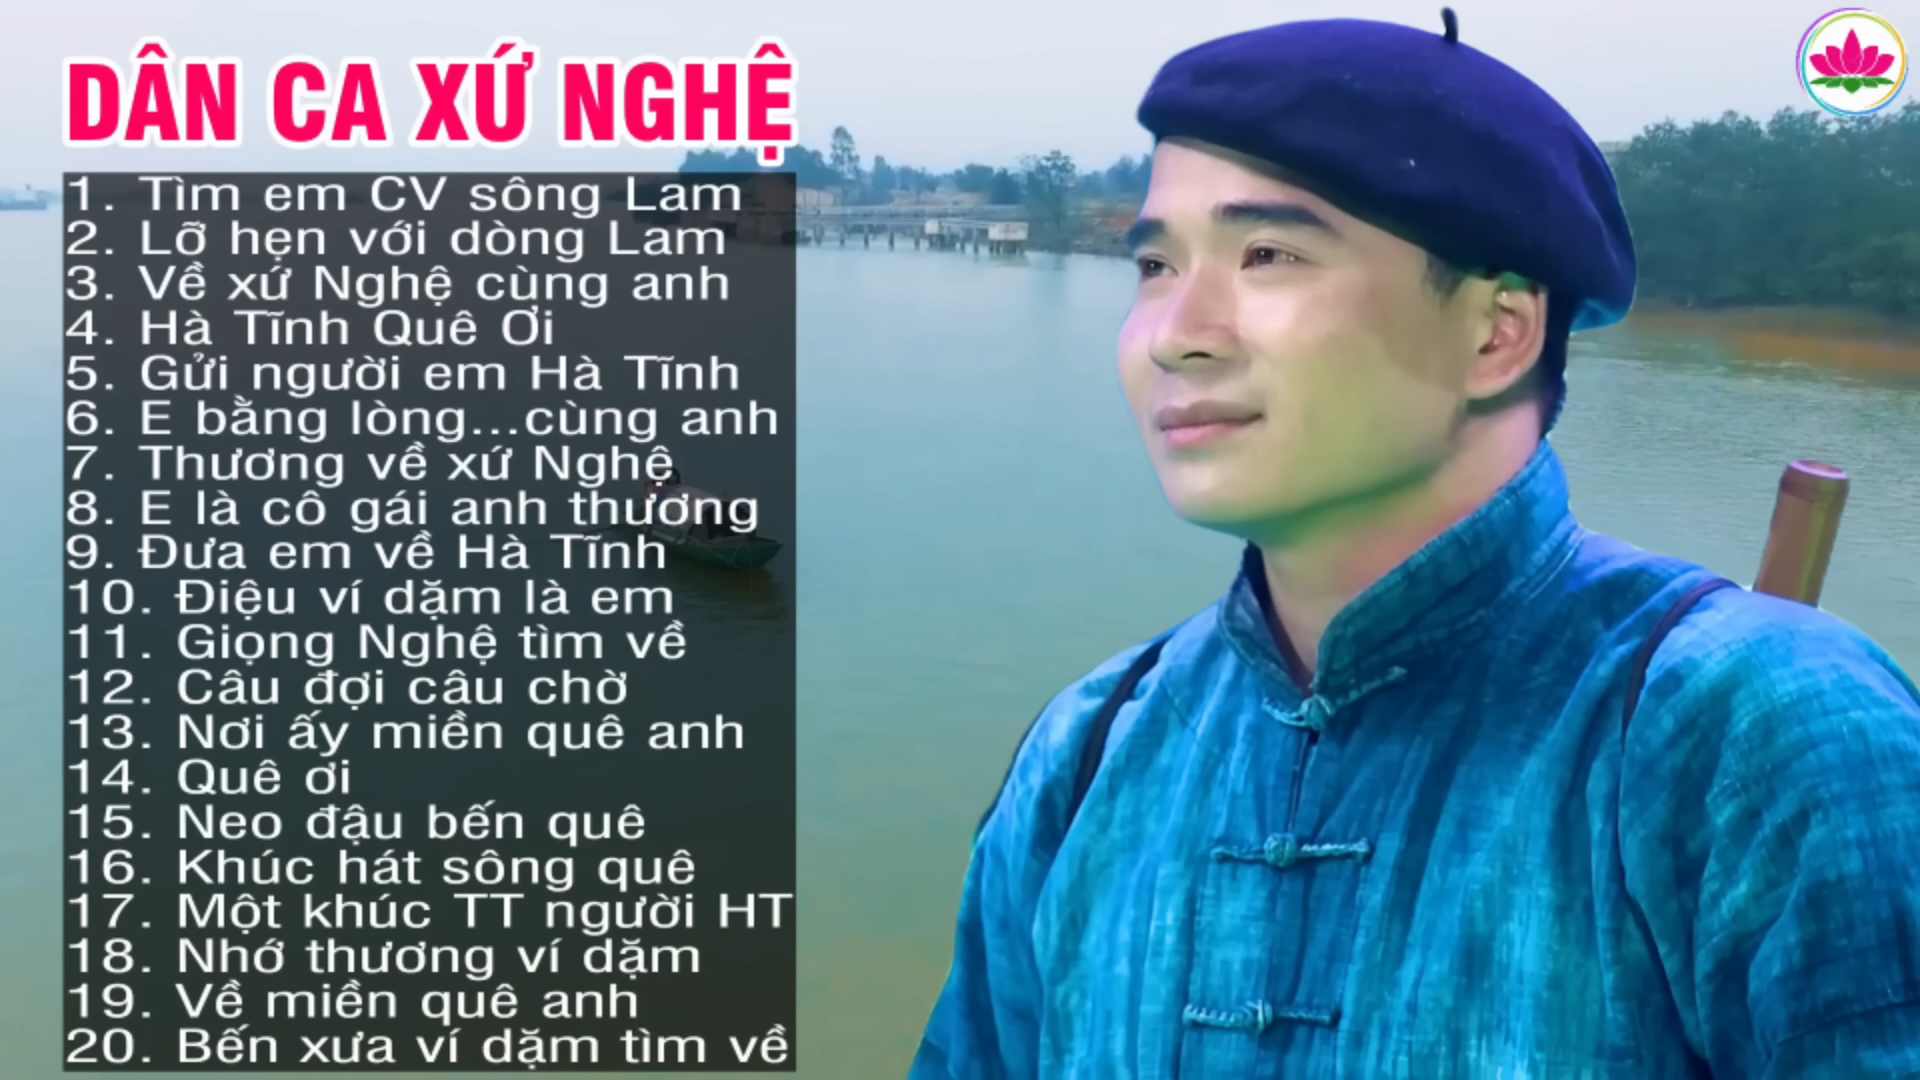 DÂN CA XỨ NGHỆ
1. Tìm em CV sông Lam
2. Lỡ hẹn với dòng Lam
3. Về xứ Nghệ cùng anh
4. Hà Tĩnh Quê Ơi
5. Gửi người em Hà Tĩnh
6. E bằng lòng...cùng anh
7. Thương về xứ Nghệ
8. E là cô gái anh thương
9. Đưa em về Hà Tĩnh
10. Điệu ví dặm là em
11. Giọng Nghệ tìm về
12. Câu đợi câu chờ
13. Nơi ấy miền quê anh
14. Quê ơi
15. Neo đậu bến quê
16. Khúc hát sông quê
17. Một khúc TT người HT
18. Nhớ thương ví dặm
19. Về miền quê anh
20. Bến xưa ví dặm tìm về